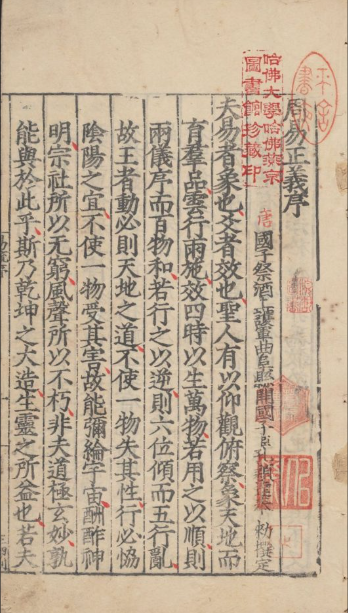 周易正義序
唐國子祭酒上護軍曲阜縣開國子臣孔穎達奉 勑撰定
夫易者象也爻者效也聖人有以仰觀俯察象天地而
育羣品雲行雨施效四時以生萬物若用之以順則
兩儀序而百物和若行之以逆則六位傾而五行亂
故王者動必則天地之道不使一物失其性行必恊
陰陽之宜不使一物受其害故能彌綸宇宙酬酢神
明宗社所以无窮風聲所以不朽非夫道極玄妙孰
能與於此乎斯乃乾坤之大造生靈之所益也若夫
哈佛大學哈佛燕京
圖書館珍藏印